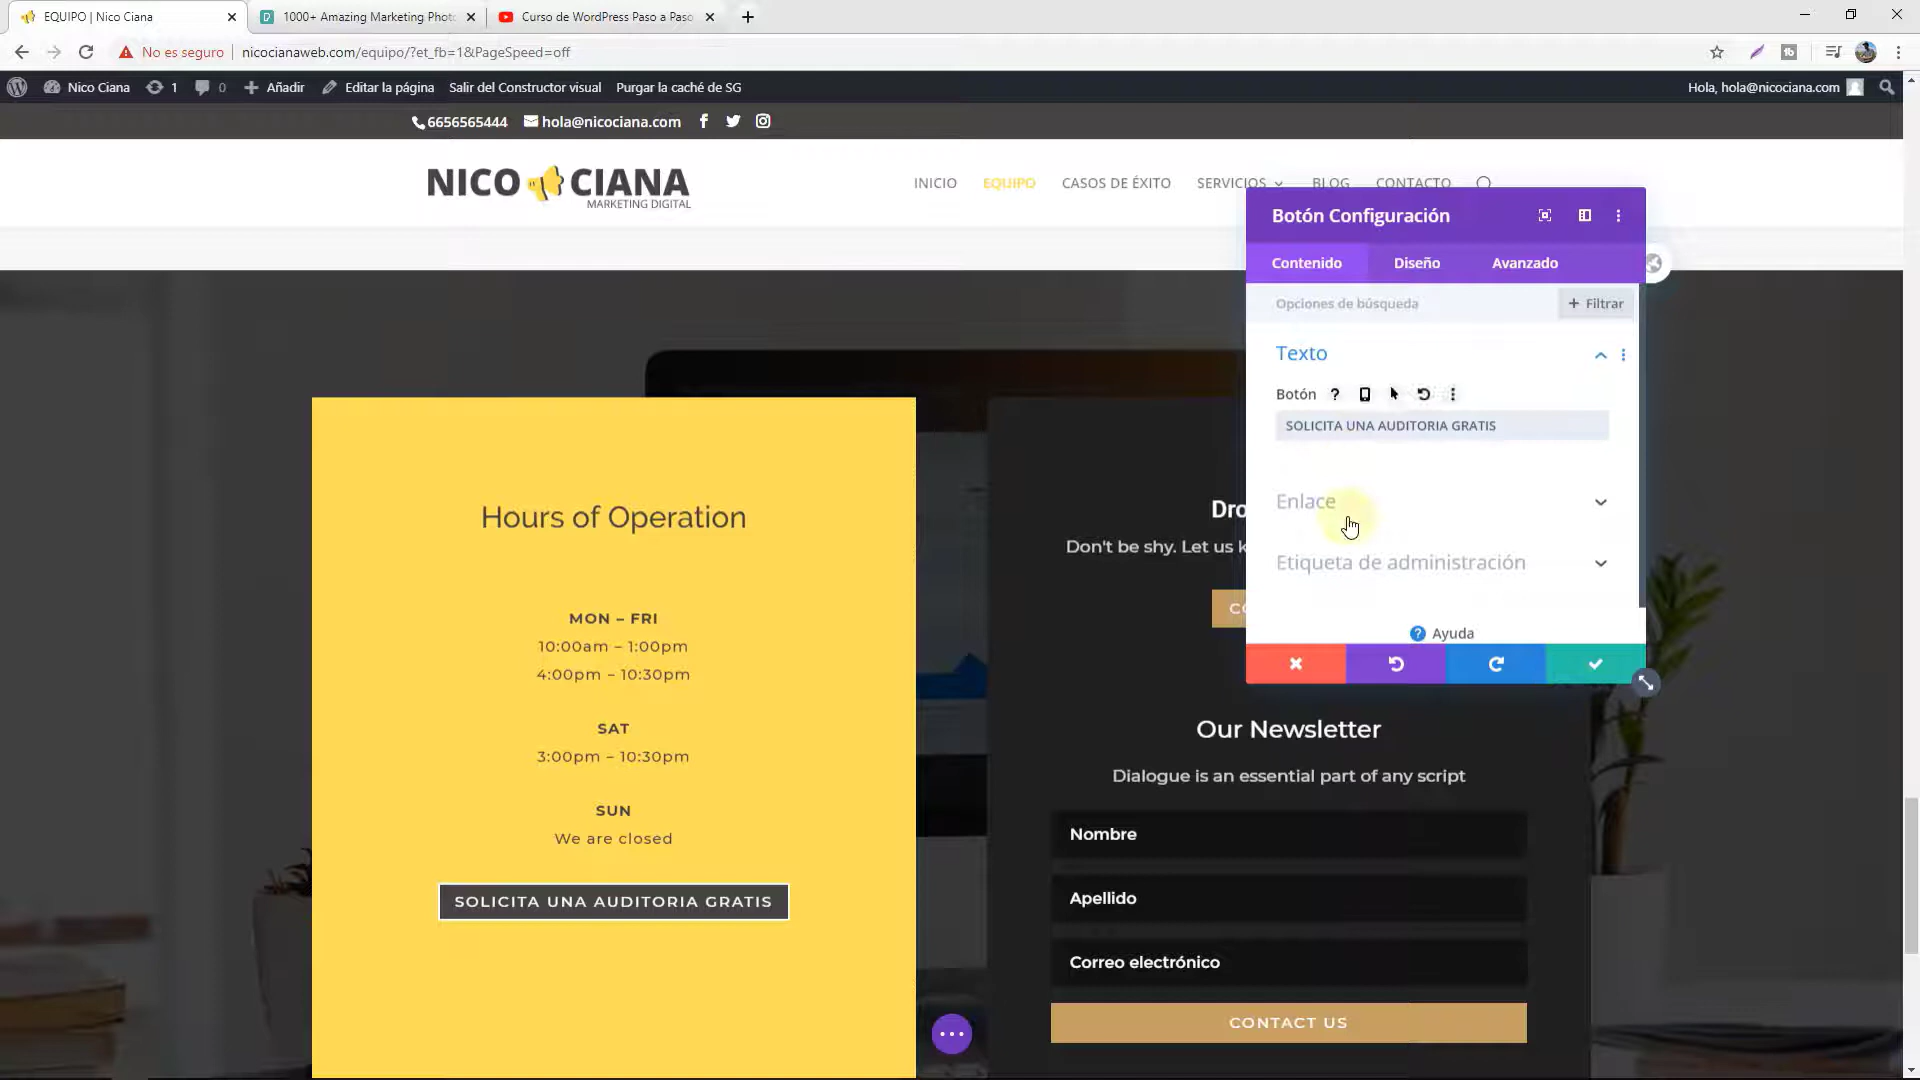 EQUIPO | Nico Ciana
1000+ Amazing Marketing Phot
Curso de WordPress Paso a Paso
No es seguro
nicocianaweb.com/equipo/?et_fb=1&PageSpeed=off
Nico Ciana
1
0
Añadir
Editar la página
Salir del Constructor visual
Purgar la caché de SG
Hola, hola@nicociana.com
6656565444
hola@nicociana.com
NICO CIANA
MARKETING DIGITAL
INICIO
EQUIPO
CASOS DE ÉXITO
SERVICIOS
BLOG
CONTACTO
Botón Configuración
Contenido
Diseño
Avanzado
Opciones de búsqueda
+ Filtrar
Texto
Botón
SOLICITA UNA AUDITORIA GRATIS
Enlace
Etiqueta de administración
Ayuda
Hours of Operation
MON – FRI
10:00am – 1:00pm
4:00pm – 10:30pm
SAT
3:00pm – 10:30pm
SUN
We are closed
SOLICITA UNA AUDITORIA GRATIS
Dro
Don't be shy. Let us k
CO
Our Newsletter
Dialogue is an essential part of any script
Nombre
Apellido
Correo electrónico
CONTACT US